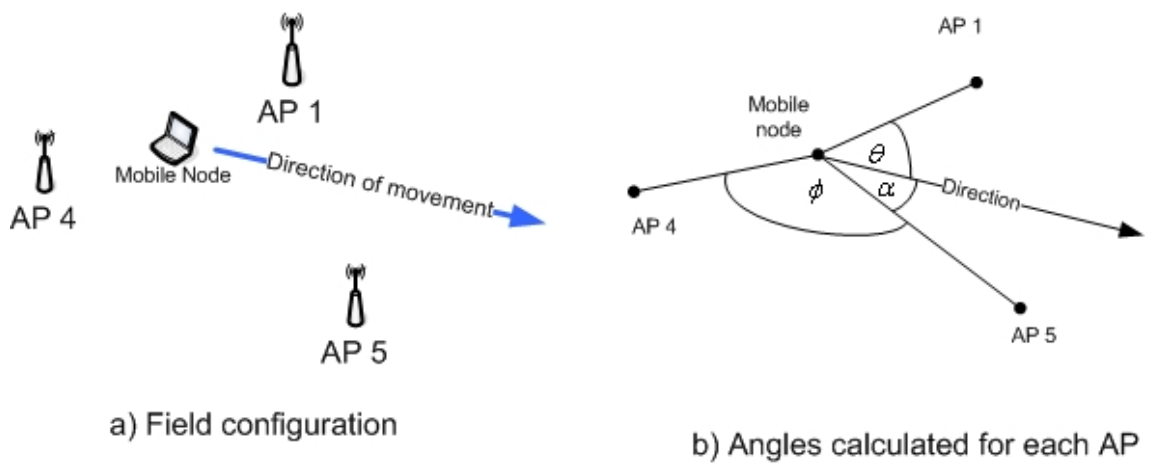 AP 1
AP 4
Mobile Node
Direction of movement
AP 5
a) Field configuration
AP 1
Mobile
node
θ
Direction
α
ϕ
AP 4
AP 5
b) Angles calculated for each AP